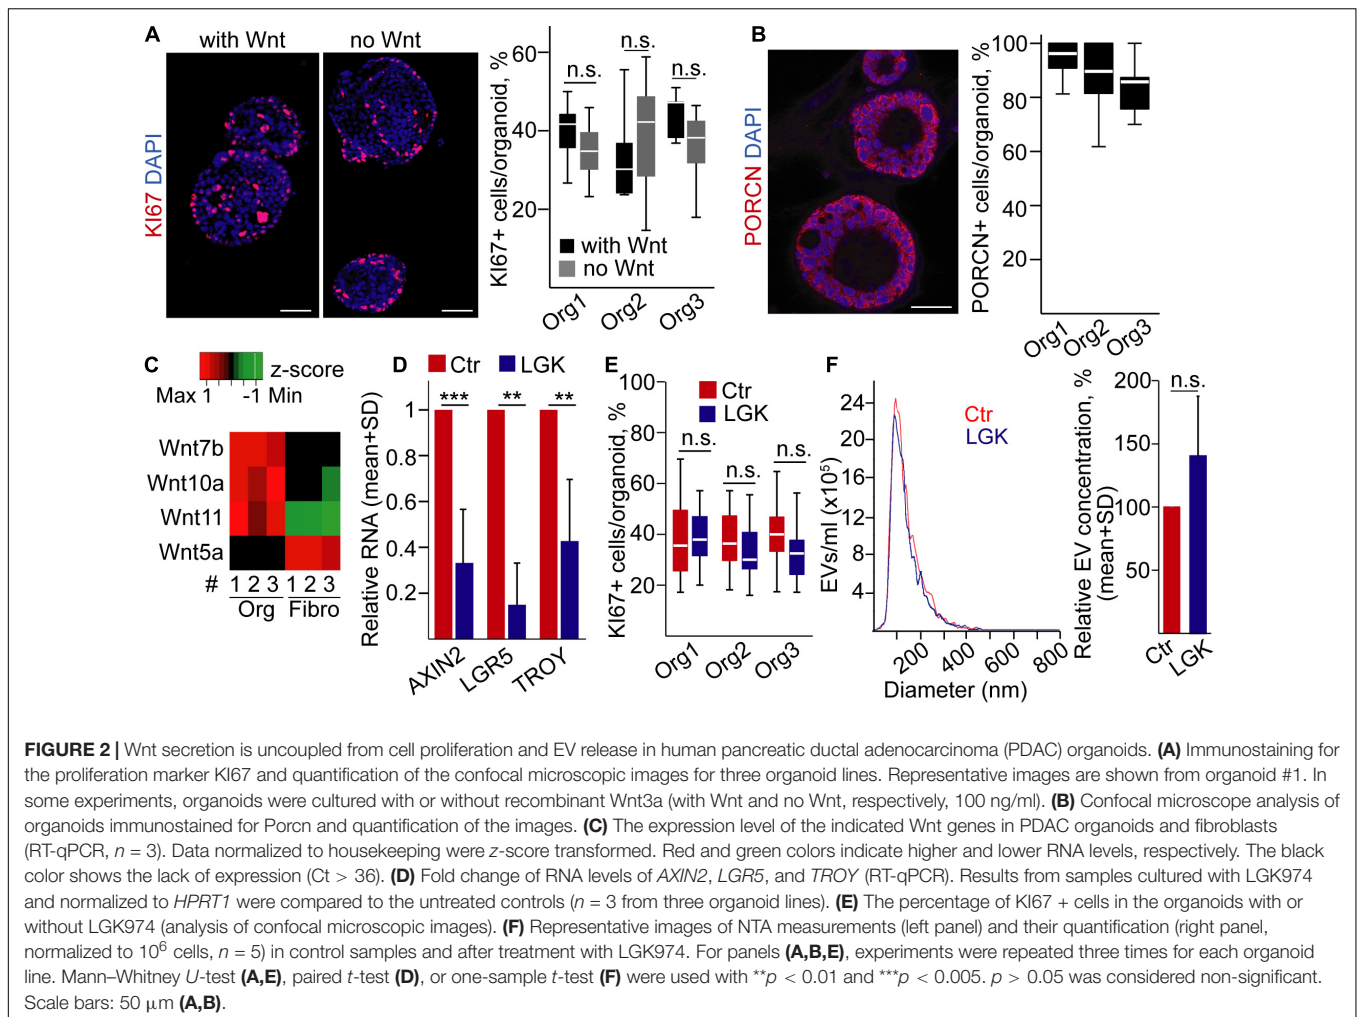 A
with Wnt
no Wnt
KI67 DAPI
KI67+ cells/organoid, %
60
40
20
n.s.
n.s.
n.s.
with Wnt
no Wnt
Org1
Org2
Org3
B
PORCN DAPI
PORCN+ cells/organoid, %
100
80
60
40
20
Org1
Org2
Org3
C
z-score
Max 1
-1 Min
Wnt7b
Wnt10a
Wnt11
Wnt5a
# 1 2 3 1 2 3
Org Fibro
D
Ctr
LGK
Relative RNA (mean+SD)
1
0.8
0.6
0.4
0.2
***
**
**
AXIN2
LGR5
TROY
E
KI67+ cells/organoid, %
100
80
60
40
20
Ctr
LGK
n.s.
n.s.
n.s.
Org1
Org2
Org3
F
EVs/ml (x10⁵)
24
20
16
12
8
4
Ctr
LGK
200 400 600 800
Diameter (nm)
Relative EV concentration, %
(mean+SD)
200
150
100
50
n.s.
Ctr
LGK
FIGURE 2 | Wnt secretion is uncoupled from cell proliferation and EV release in human pancreatic ductal adenocarcinoma (PDAC) organoids. (A) Immunostaining for
the proliferation marker KI67 and quantification of the confocal microscopic images for three organoid lines. Representative images are shown from organoid #1. In
some experiments, organoids were cultured with or without recombinant Wnt3a (with Wnt and no Wnt, respectively, 100 ng/ml). (B) Confocal microscope analysis of
organoids immunostained for Porcn and quantification of the images. (C) The expression level of the indicated Wnt genes in PDAC organoids and fibroblasts
(RT-qPCR, n = 3). Data normalized to housekeeping were z-score transformed. Red and green colors indicate higher and lower RNA levels, respectively. The black
color shows the lack of expression (Ct > 36). (D) Fold change of RNA levels of AXIN2, LGR5, and TROY (RT-qPCR). Results from samples cultured with LGK974
and normalized to HPRT1 were compared to the untreated controls (n = 3 from three organoid lines). (E) The percentage of KI67 + cells in the organoids with or
without LGK974 (analysis of confocal microscopic images). (F) Representative images of NTA measurements (left panel) and their quantification (right panel,
normalized to 10⁶ cells, n = 5) in control samples and after treatment with LGK974. For panels (A,B,E), experiments were repeated three times for each organoid
line. Mann–Whitney U-test (A,E), paired t-test (D), or one-sample t-test (F) were used with **p < 0.01 and ***p < 0.005. p > 0.05 was considered non-significant.
Scale bars: 50 μm (A,B).